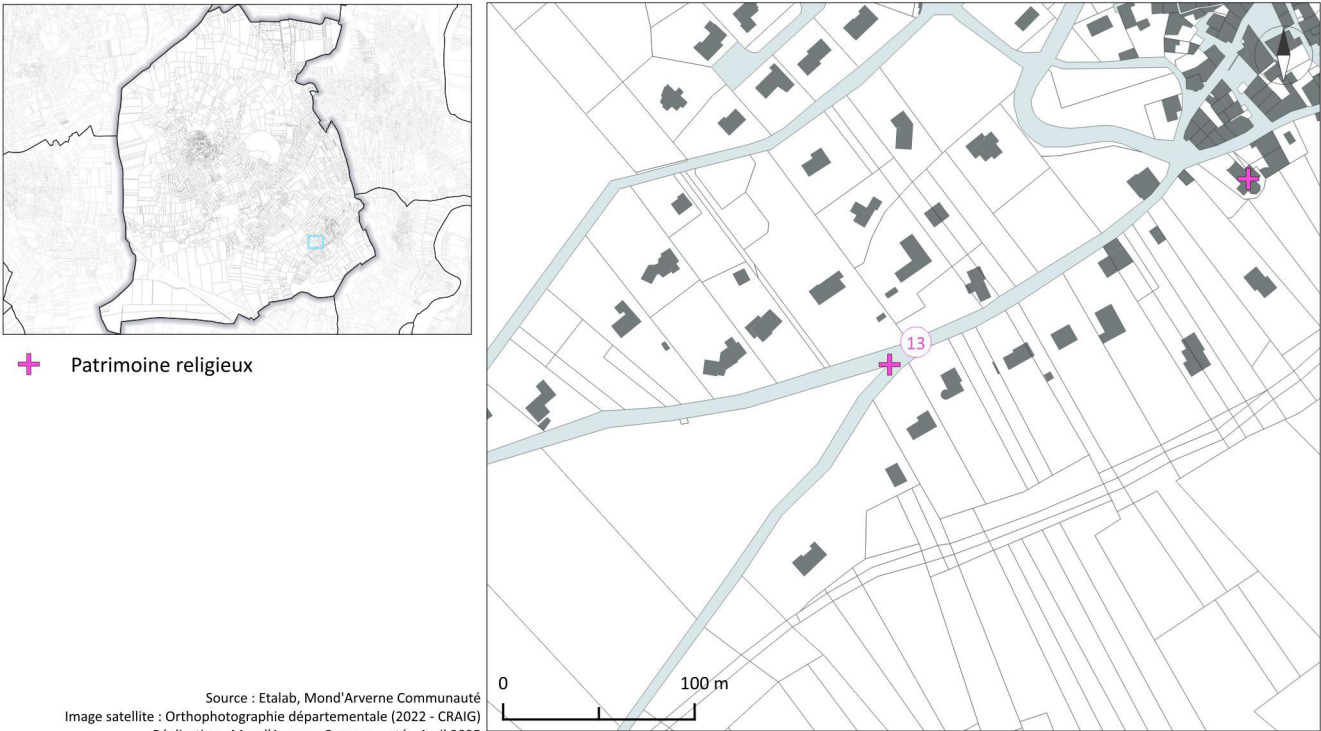 Patrimoine religieux
13
0 100 m
Source : Etalab, Mond'Arverne Communauté
Image satellite : Orthophotographie départementale (2022 - CRAIG)